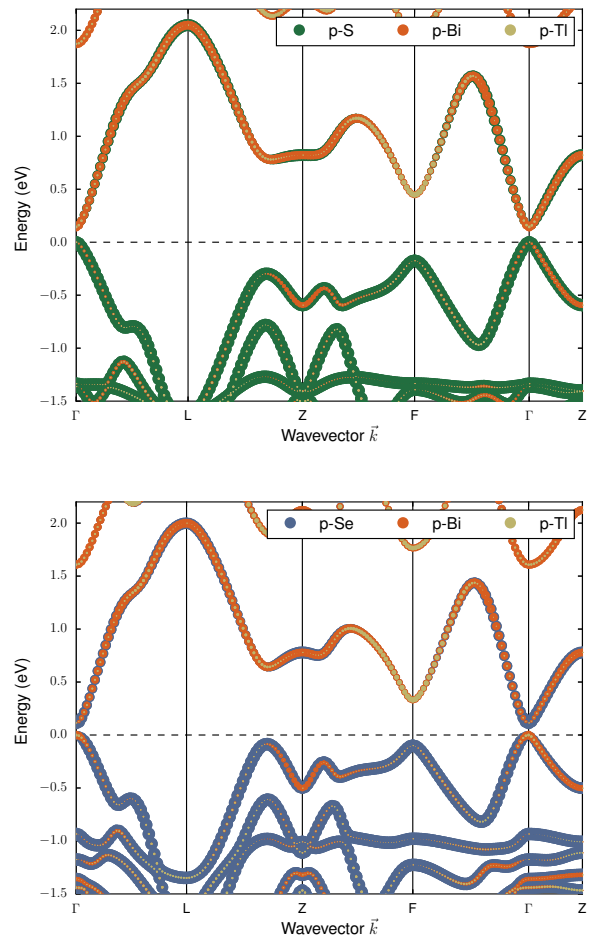 p-S p-Bi p-Tl
2.0
1.5
1.0
0.5
0.0
−0.5
−1.0
−1.5
Energy (eV)
Γ L Z F Γ Z
Wavevector k⃗
p-Se p-Bi p-Tl
2.0
1.5
1.0
0.5
0.0
−0.5
−1.0
−1.5
Energy (eV)
Γ L Z F Γ Z
Wavevector k⃗